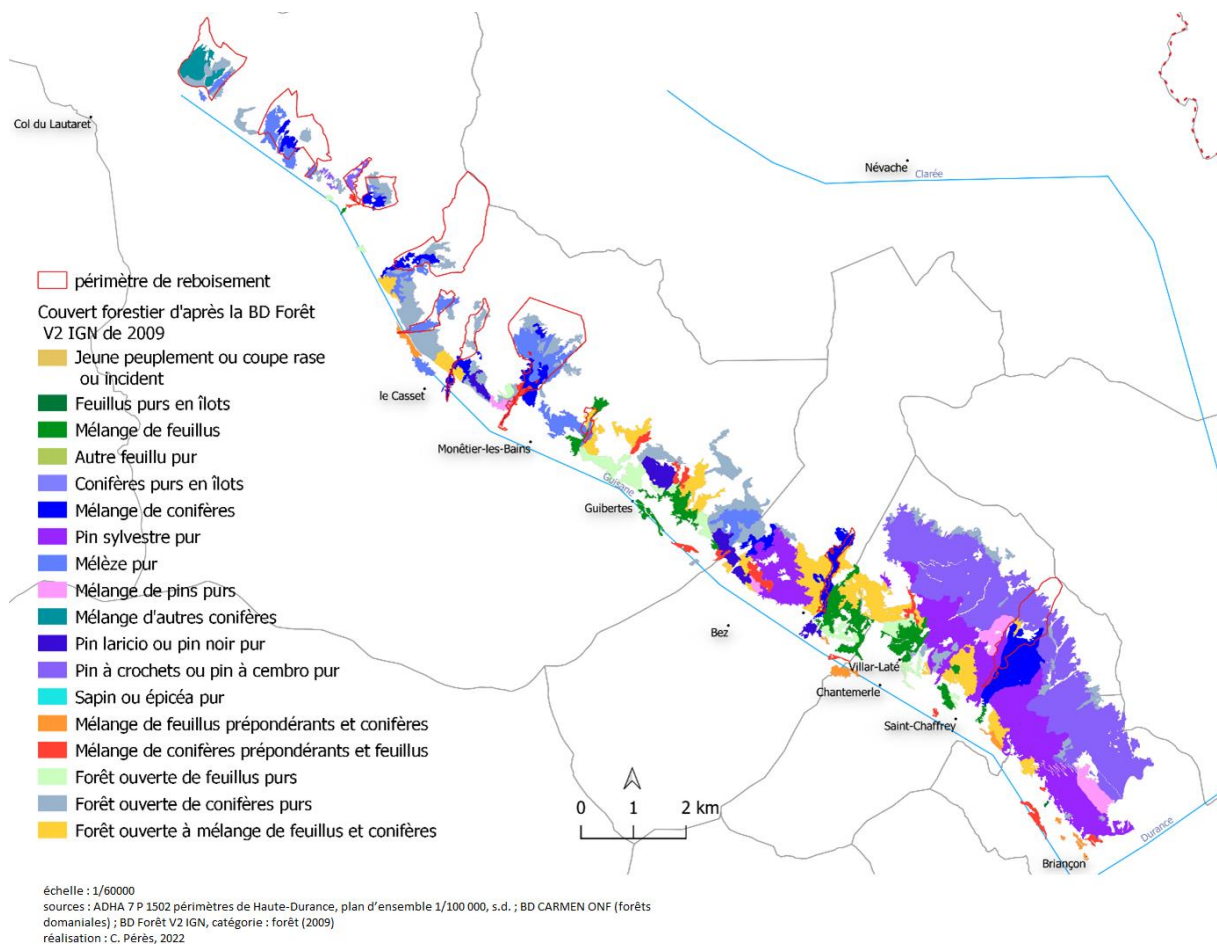 Col du Lautaret
Névache
Clarée
périmètre de reboisement
Couvert forestier d'après la BD Forêt
V2 IGN de 2009
Jeune peuplement ou coupe rase
ou incident
Feuillus purs en îlots
Mélange de feuillus
Autre feuillu pur
Conifères purs en îlots
Mélange de conifères
Pin sylvestre pur
Mélèze pur
Mélange de pins purs
Mélange d'autres conifères
Pin laricio ou pin noir pur
Pin à crochets ou pin à cembro pur
Sapin ou épicéa pur
Mélange de feuillus prépondérants et conifères
Mélange de conifères prépondérants et feuillus
Forêt ouverte de feuillus purs
Forêt ouverte de conifères purs
Forêt ouverte à mélange de feuillus et conifères
le Casset
Monêtier-les-Bains
Guisane
Guibertes
Bez
Villar-Laté
Chantemerle
Saint-Chaffrey
Durance
Briançon
0 1 2 km
échelle : 1/60000
sources : ADHA 7 P 1502 périmètres de Haute-Durance, plan d'ensemble 1/100 000, s.d. ; BD CARMEN ONF (forêts
domaniales) ; BD Forêt V2 IGN, catégorie : forêt (2009)
réalisation : C. Pérès, 2022